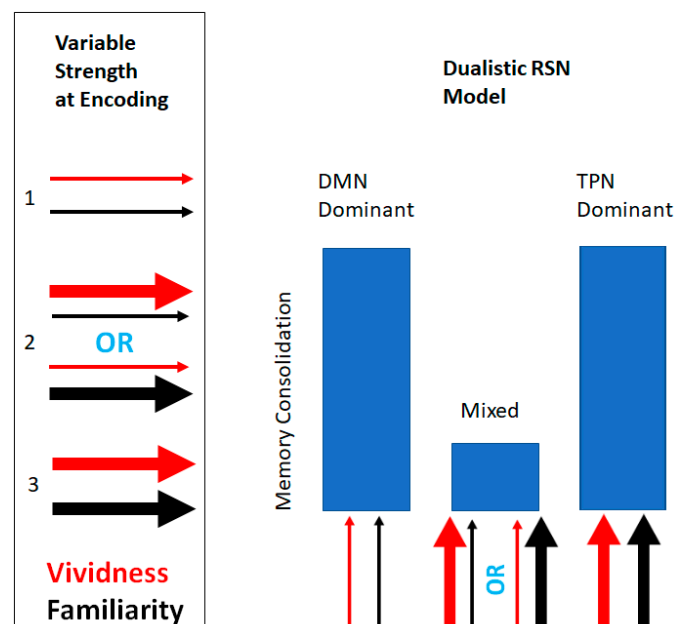 Variable
Strength
at Encoding
1
2
OR
3
Vividness
Familiarity
Dualistic RSN
Model
DMN
Dominant
TPN
Dominant
Mixed
Memory Consolidation
OR